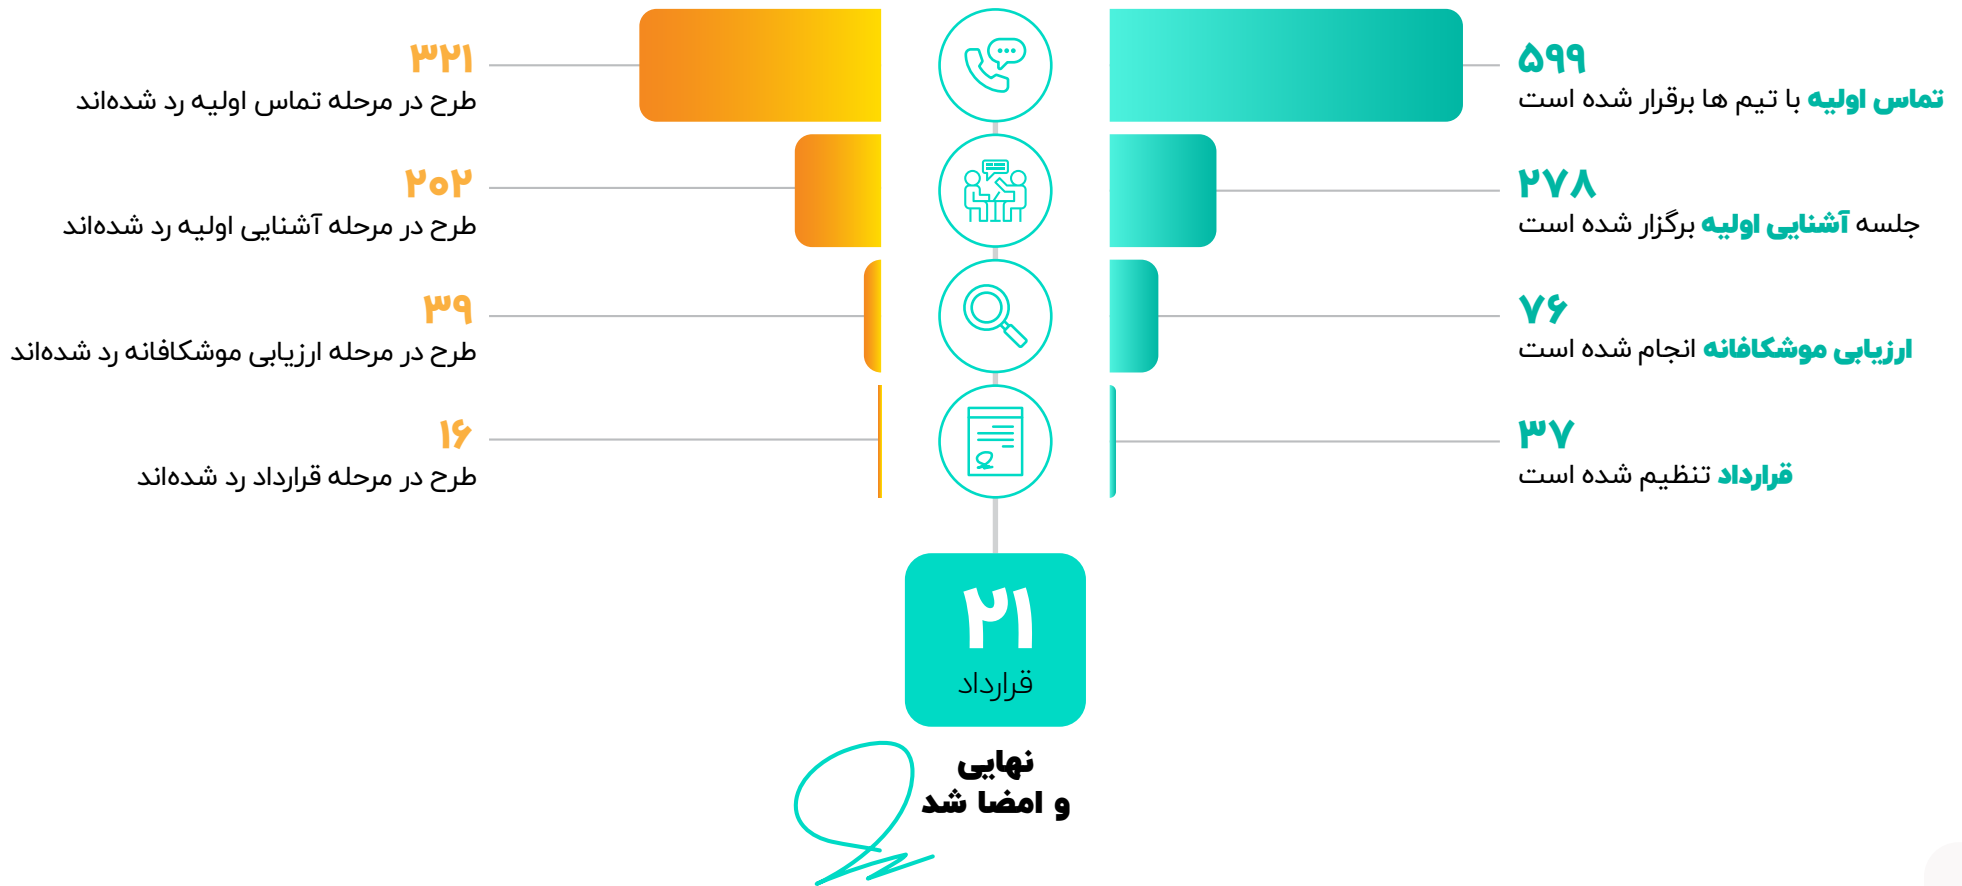 ۵۹۹
تماس اولیه با تیم ها برقرار شده است
۳۲۱
طرح در مرحله تماس اولیه رد شده‌اند
۲۷۸
جلسه آشنایی اولیه برگزار شده است
۲۰۲
طرح در مرحله آشنایی اولیه رد شده‌اند
۷۶
ارزیابی موشکافانه انجام شده است
۳۹
طرح در مرحله ارزیابی موشکافانه رد شده‌اند
۳۷
قرارداد تنظیم شده است
۱۶
طرح در مرحله قرارداد رد شده‌اند
۲۱
قرارداد
نهایی
و امضا شد